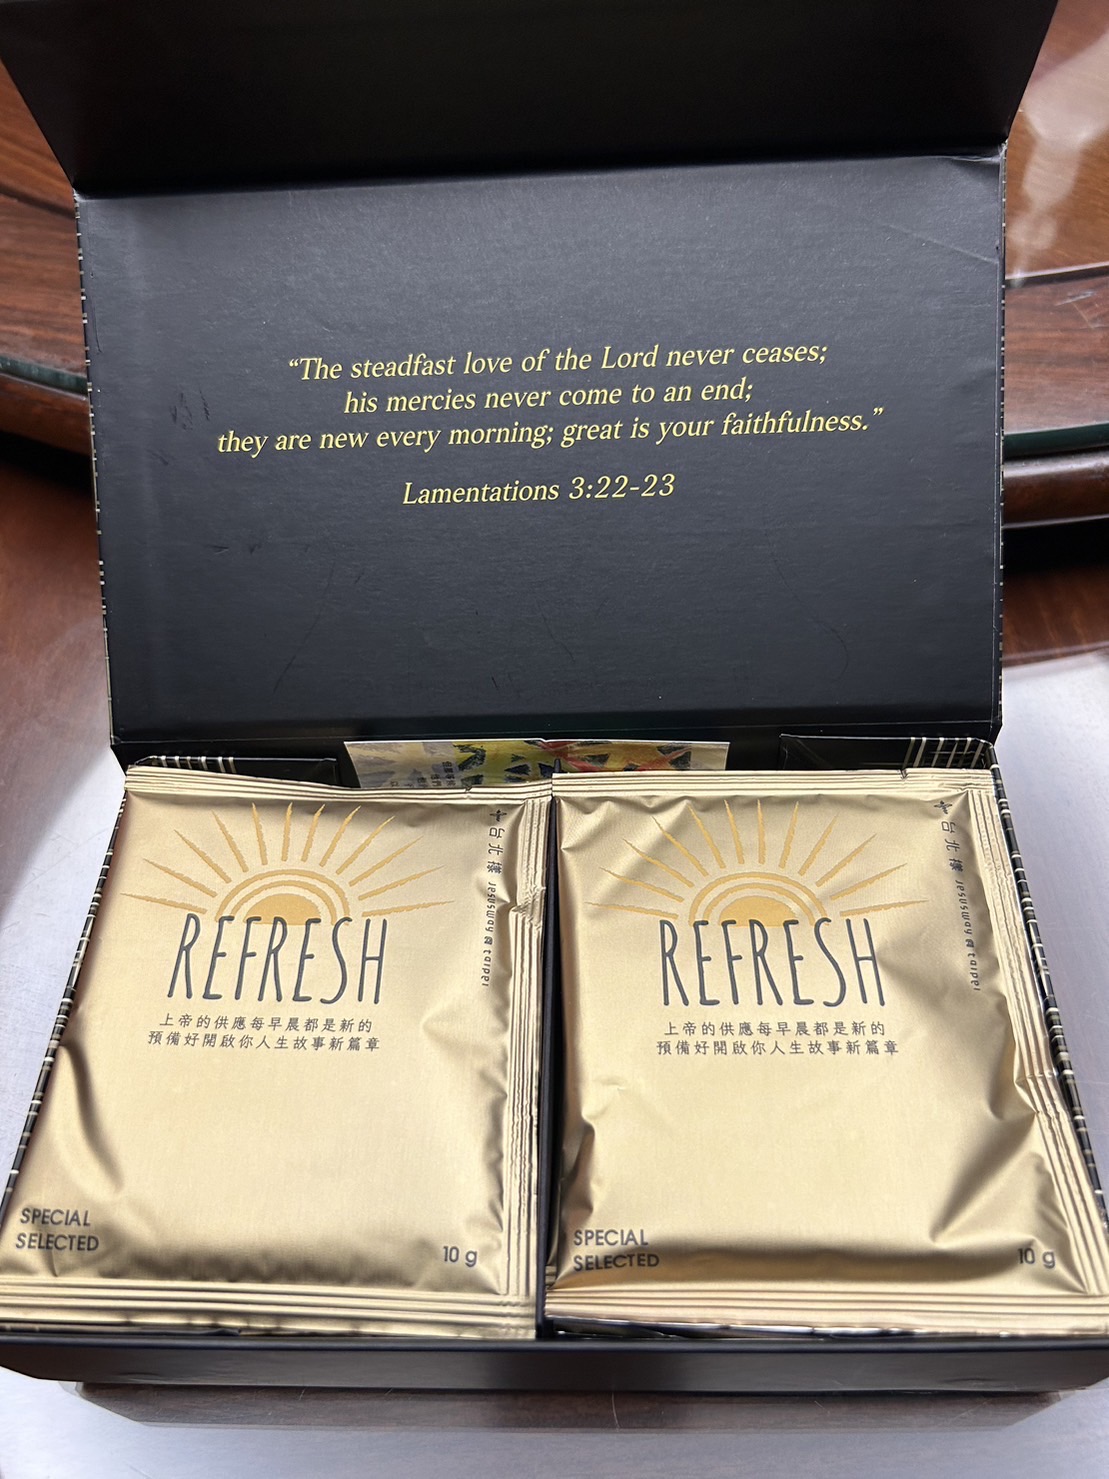 “The steadfast love of the Lord never ceases;
his mercies never come to an end;
they are new every morning; great is your faithfulness.”
Lamentations 3:22-23
REFRESH
上帝的供應每早晨都是新的
預備好開啟你人生故事新篇章
台北樣 Jesusway@taipei
SPECIAL
SELECTED
10 g
REFRESH
上帝的供應每早晨都是新的
預備好開啟你人生故事新篇章
台北樣 Jesusway@taipei
SPECIAL
SELECTED
10 g